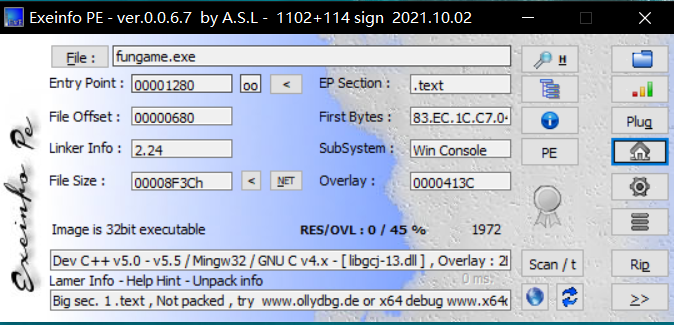 Exeinfo PE - ver.0.0.6.7 by A.S.L - 1102+114 sign 2021.10.02
File : fungame.exe H
Entry Point : 00001280 oo < EP Section : .text
File Offset : 00000680 First Bytes : 83.EC.1C.C7.0 Plug
Linker Info : 2.24 SubSystem : Win Console PE
File Size : 00008F3Ch < NET Overlay : 0000413C
Image is 32bit executable RES/OVL : 0 / 45 % 1972
Exeinfo Pe
Dev C++ v5.0 - v5.5 / Mingw32 / GNU C v4.x - [ libgcj-13.dll ] , Overlay : Scan / t Rip
Lamer Info - Help Hint - Unpack info 0 ms.
Big sec. 1 .text , Not packed , try www.ollydbg.de or x64 debug www.x64 >>